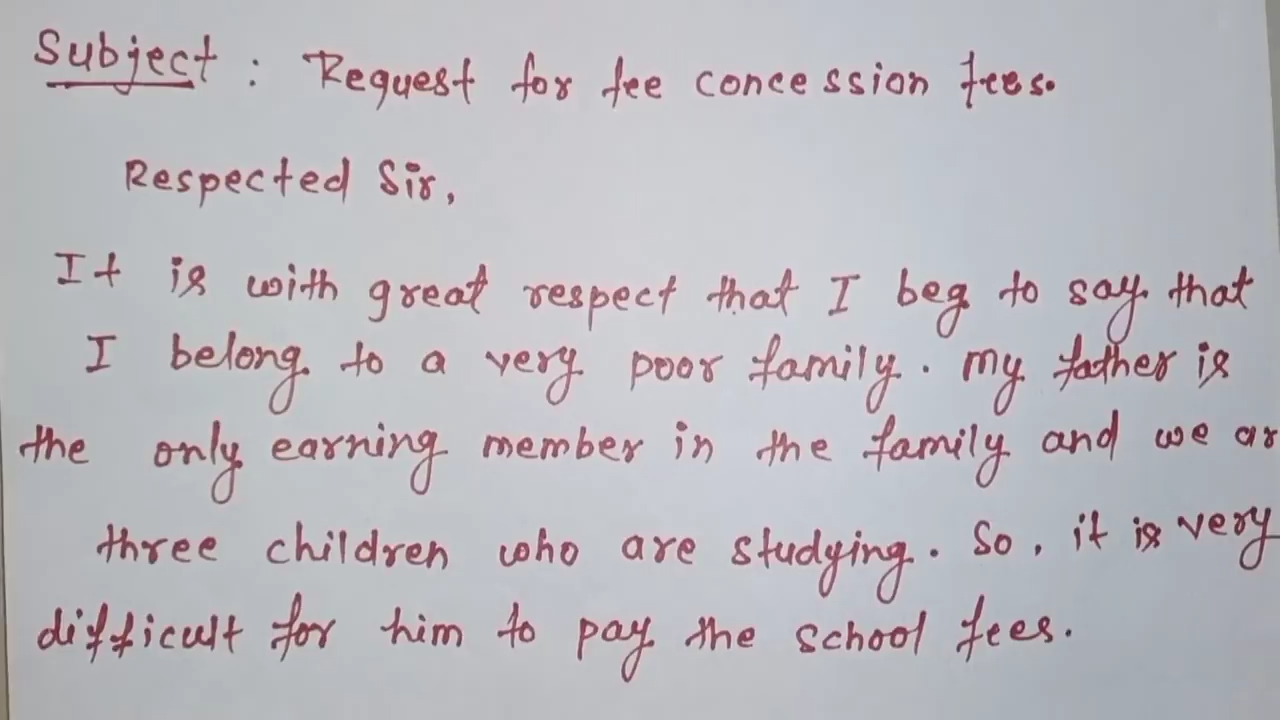 Subject : Request for fee concession fees.
Respected Sir,
It is with great respect that I beg to say that
I belong to a very poor family. my father is
the only earning member in the family and we ar
three children who are studying. So, it is very
difficult for him to pay the school fees.